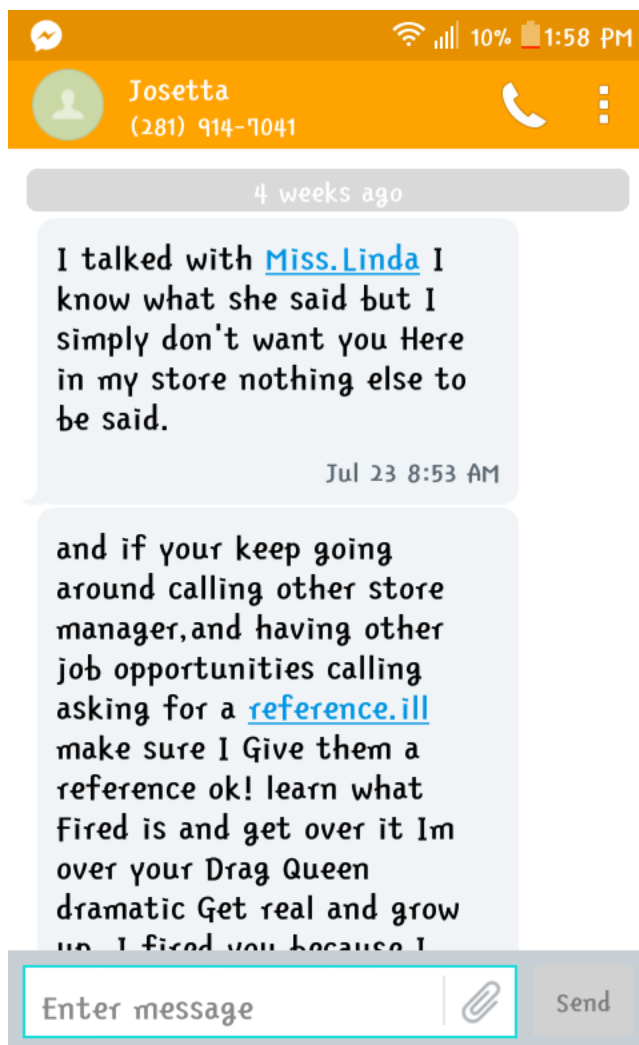 10% 1:58 PM
Josetta
(281) 914-7041
4 weeks ago
I talked with Miss.Linda I
know what she said but I
simply don't want you Here
in my store nothing else to
be said.
Jul 23 8:53 AM
and if your keep going
around calling other store
manager,and having other
job opportunities calling
asking for a reference.ill
make sure I Give them a
reference ok! learn what
Fired is and get over it Im
over your Drag Queen
dramatic Get real and grow
up I fired you because I
Enter message
Send